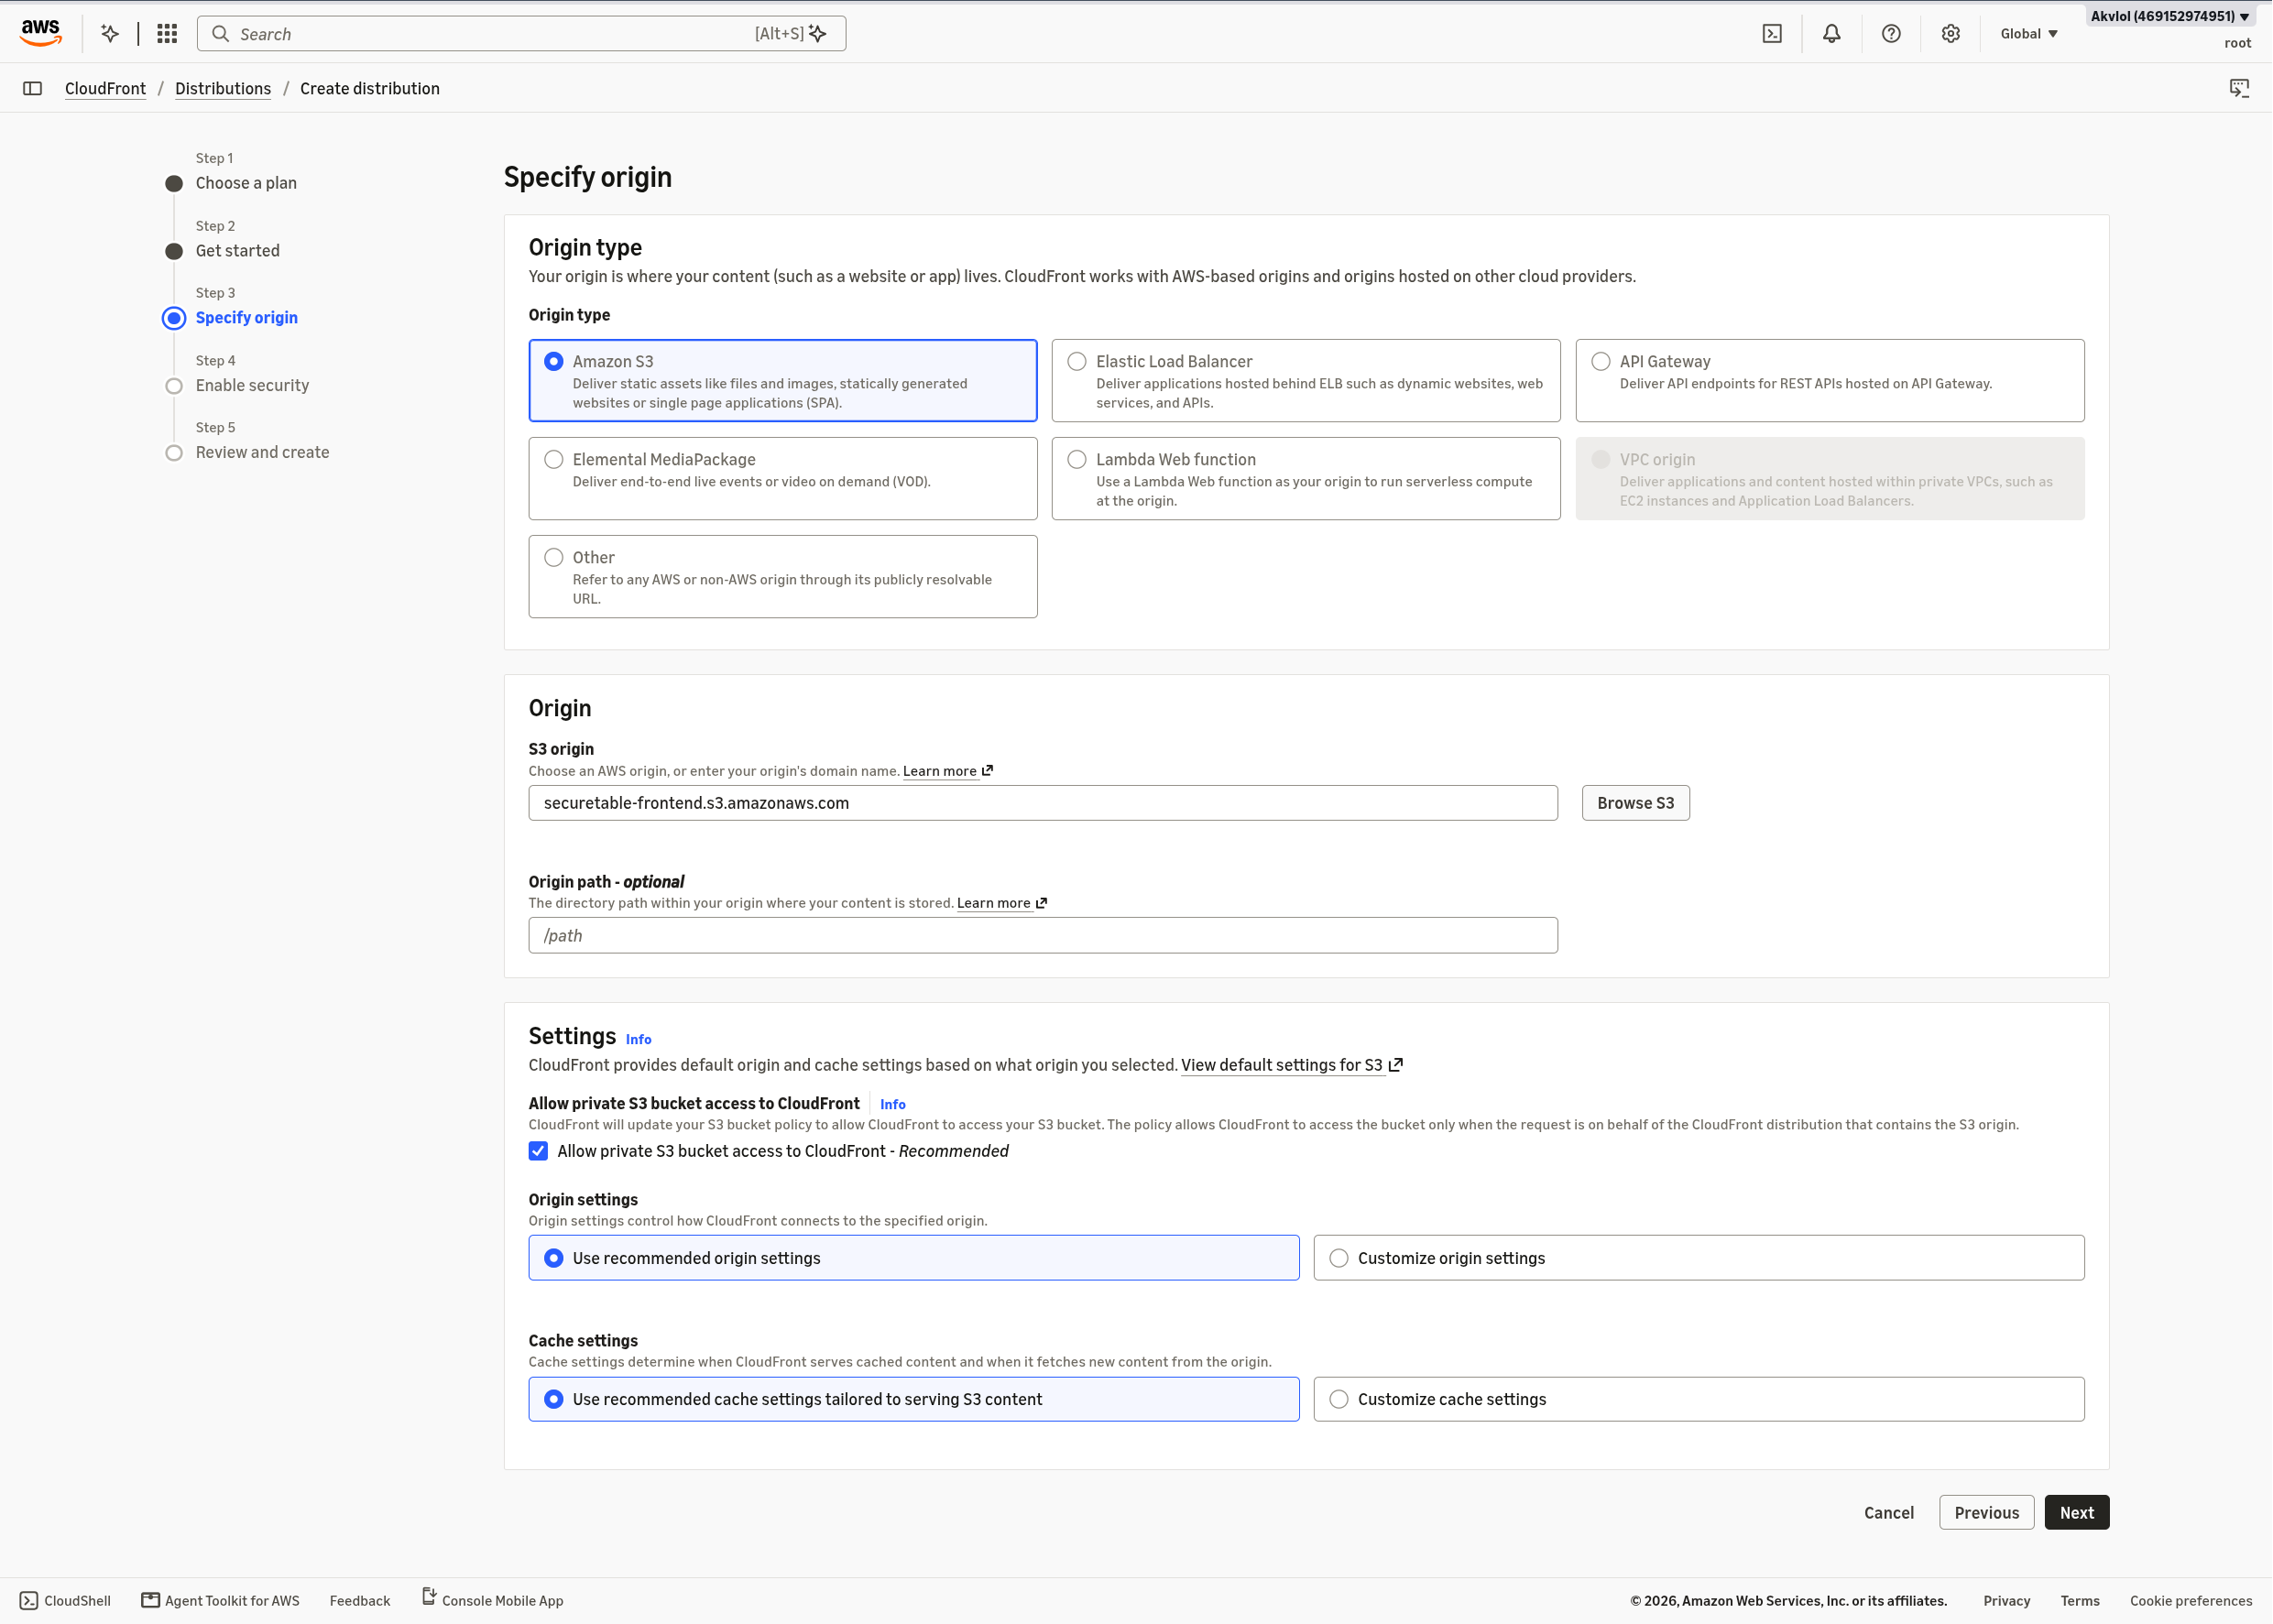 aws
Search
[Alt+S]
Global
Akvlol (469152974951)
root
CloudFront / Distributions / Create distribution
Step 1
Choose a plan
Step 2
Get started
Step 3
Specify origin
Step 4
Enable security
Step 5
Review and create
Specify origin
Origin type
Your origin is where your content (such as a website or app) lives. CloudFront works with AWS-based origins and origins hosted on other cloud providers.
Origin type
Amazon S3
Deliver static assets like files and images, statically generated
websites or single page applications (SPA).
Elastic Load Balancer
Deliver applications hosted behind ELB such as dynamic websites, web
services, and APIs.
API Gateway
Deliver API endpoints for REST APIs hosted on API Gateway.
Elemental MediaPackage
Deliver end-to-end live events or video on demand (VOD).
Lambda Web function
Use a Lambda Web function as your origin to run serverless compute
at the origin.
VPC origin
Deliver applications and content hosted within private VPCs, such as
EC2 instances and Application Load Balancers.
Other
Refer to any AWS or non-AWS origin through its publicly resolvable
URL.
Origin
S3 origin
Choose an AWS origin, or enter your origin's domain name. Learn more
securetable-frontend.s3.amazonaws.com
Browse S3
Origin path - optional
The directory path within your origin where your content is stored. Learn more
/path
Settings Info
CloudFront provides default origin and cache settings based on what origin you selected. View default settings for S3
Allow private S3 bucket access to CloudFront Info
CloudFront will update your S3 bucket policy to allow CloudFront to access your S3 bucket. The policy allows CloudFront to access the bucket only when the request is on behalf of the CloudFront distribution that contains the S3 origin.
Allow private S3 bucket access to CloudFront - Recommended
Origin settings
Origin settings control how CloudFront connects to the specified origin.
Use recommended origin settings
Customize origin settings
Cache settings
Cache settings determine when CloudFront serves cached content and when it fetches new content from the origin.
Use recommended cache settings tailored to serving S3 content
Customize cache settings
Cancel
Previous
Next
CloudShell
Agent Toolkit for AWS
Feedback
Console Mobile App
© 2026, Amazon Web Services, Inc. or its affiliates.
Privacy
Terms
Cookie preferences